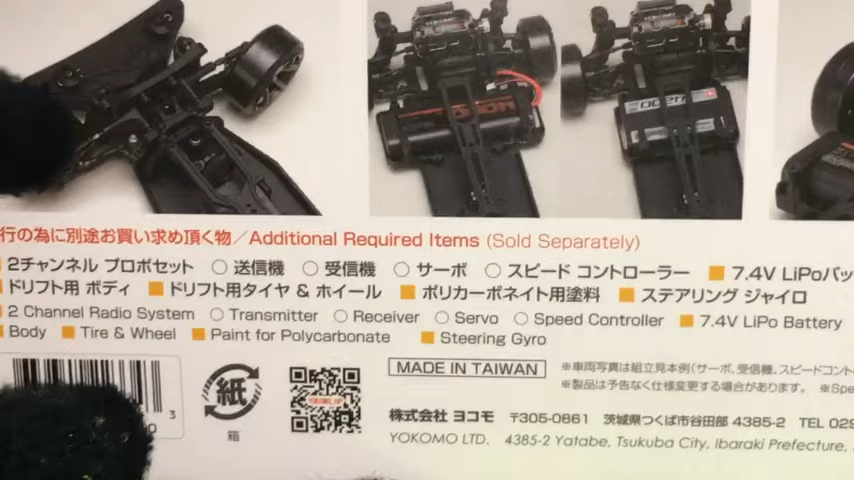 行の為に別途お買い求め頂く物/Additional Required Items (Sold Separately)
2チャンネル プロポセット ○ 送信機 ○ 受信機 ○ サーボ ○ スピード コントローラー ■ 7.4V LiPoバッ
ドリフト用 ボディ ■ ドリフト用タイヤ & ホイール ■ ポリカーボネイト用塗料 ■ ステアリング ジャイロ
2 Channel Radio System ○ Transmitter ○ Receiver ○ Servo ○ Speed Controller ■ 7.4V LiPo Battery
Body ■ Tire & Wheel ■ Paint for Polycarbonate ■ Steering Gyro
MADE IN TAIWAN
※車両写真は組立見本例(サーボ、受信機、スピードコント
※製品は予告なく仕様変更する場合があります。 ※Spe
紙
箱
株式会社 ヨコモ 〒305-0861 茨城県つくば市谷田部 4385-2 TEL 029
YOKOMO LTD. 4385-2 Yatabe, Tsukuba City, Ibaraki Prefecture,